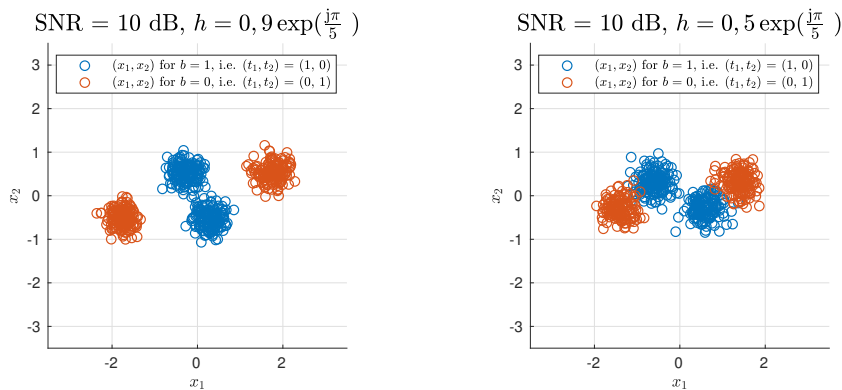 SNR = 10 dB, h = 0, 9 exp(jπ/5 )
(x₁, x₂) for b = 1, i.e. (t₁, t₂) = (1, 0)
(x₁, x₂) for b = 0, i.e. (t₁, t₂) = (0, 1)
3
2
1
0
-1
-2
-3
x₂
-2 0 2
x₁
SNR = 10 dB, h = 0, 5 exp(jπ/5 )
(x₁, x₂) for b = 1, i.e. (t₁, t₂) = (1, 0)
(x₁, x₂) for b = 0, i.e. (t₁, t₂) = (0, 1)
3
2
1
0
-1
-2
-3
x₂
-2 0 2
x₁